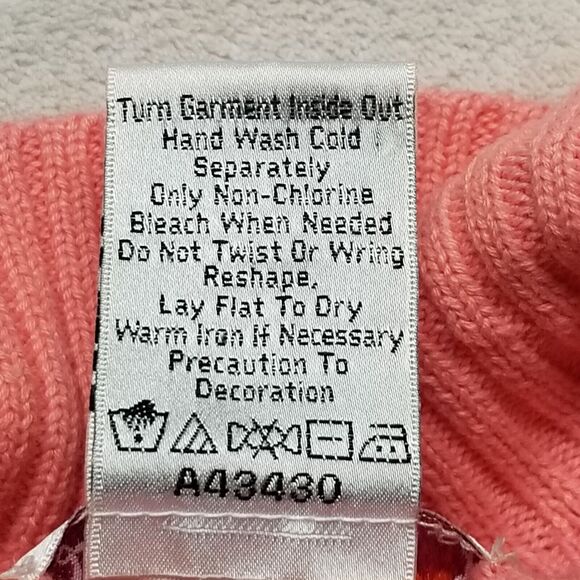 Turn Garment Inside Out
Hand Wash Cold
Separately
Only Non-Chlorine
Bleach When Needed
Do Not Twist Or Wring
Reshape,
Lay Flat To Dry
Warm Iron If Necessary
Precaution To
Decoration
A43430